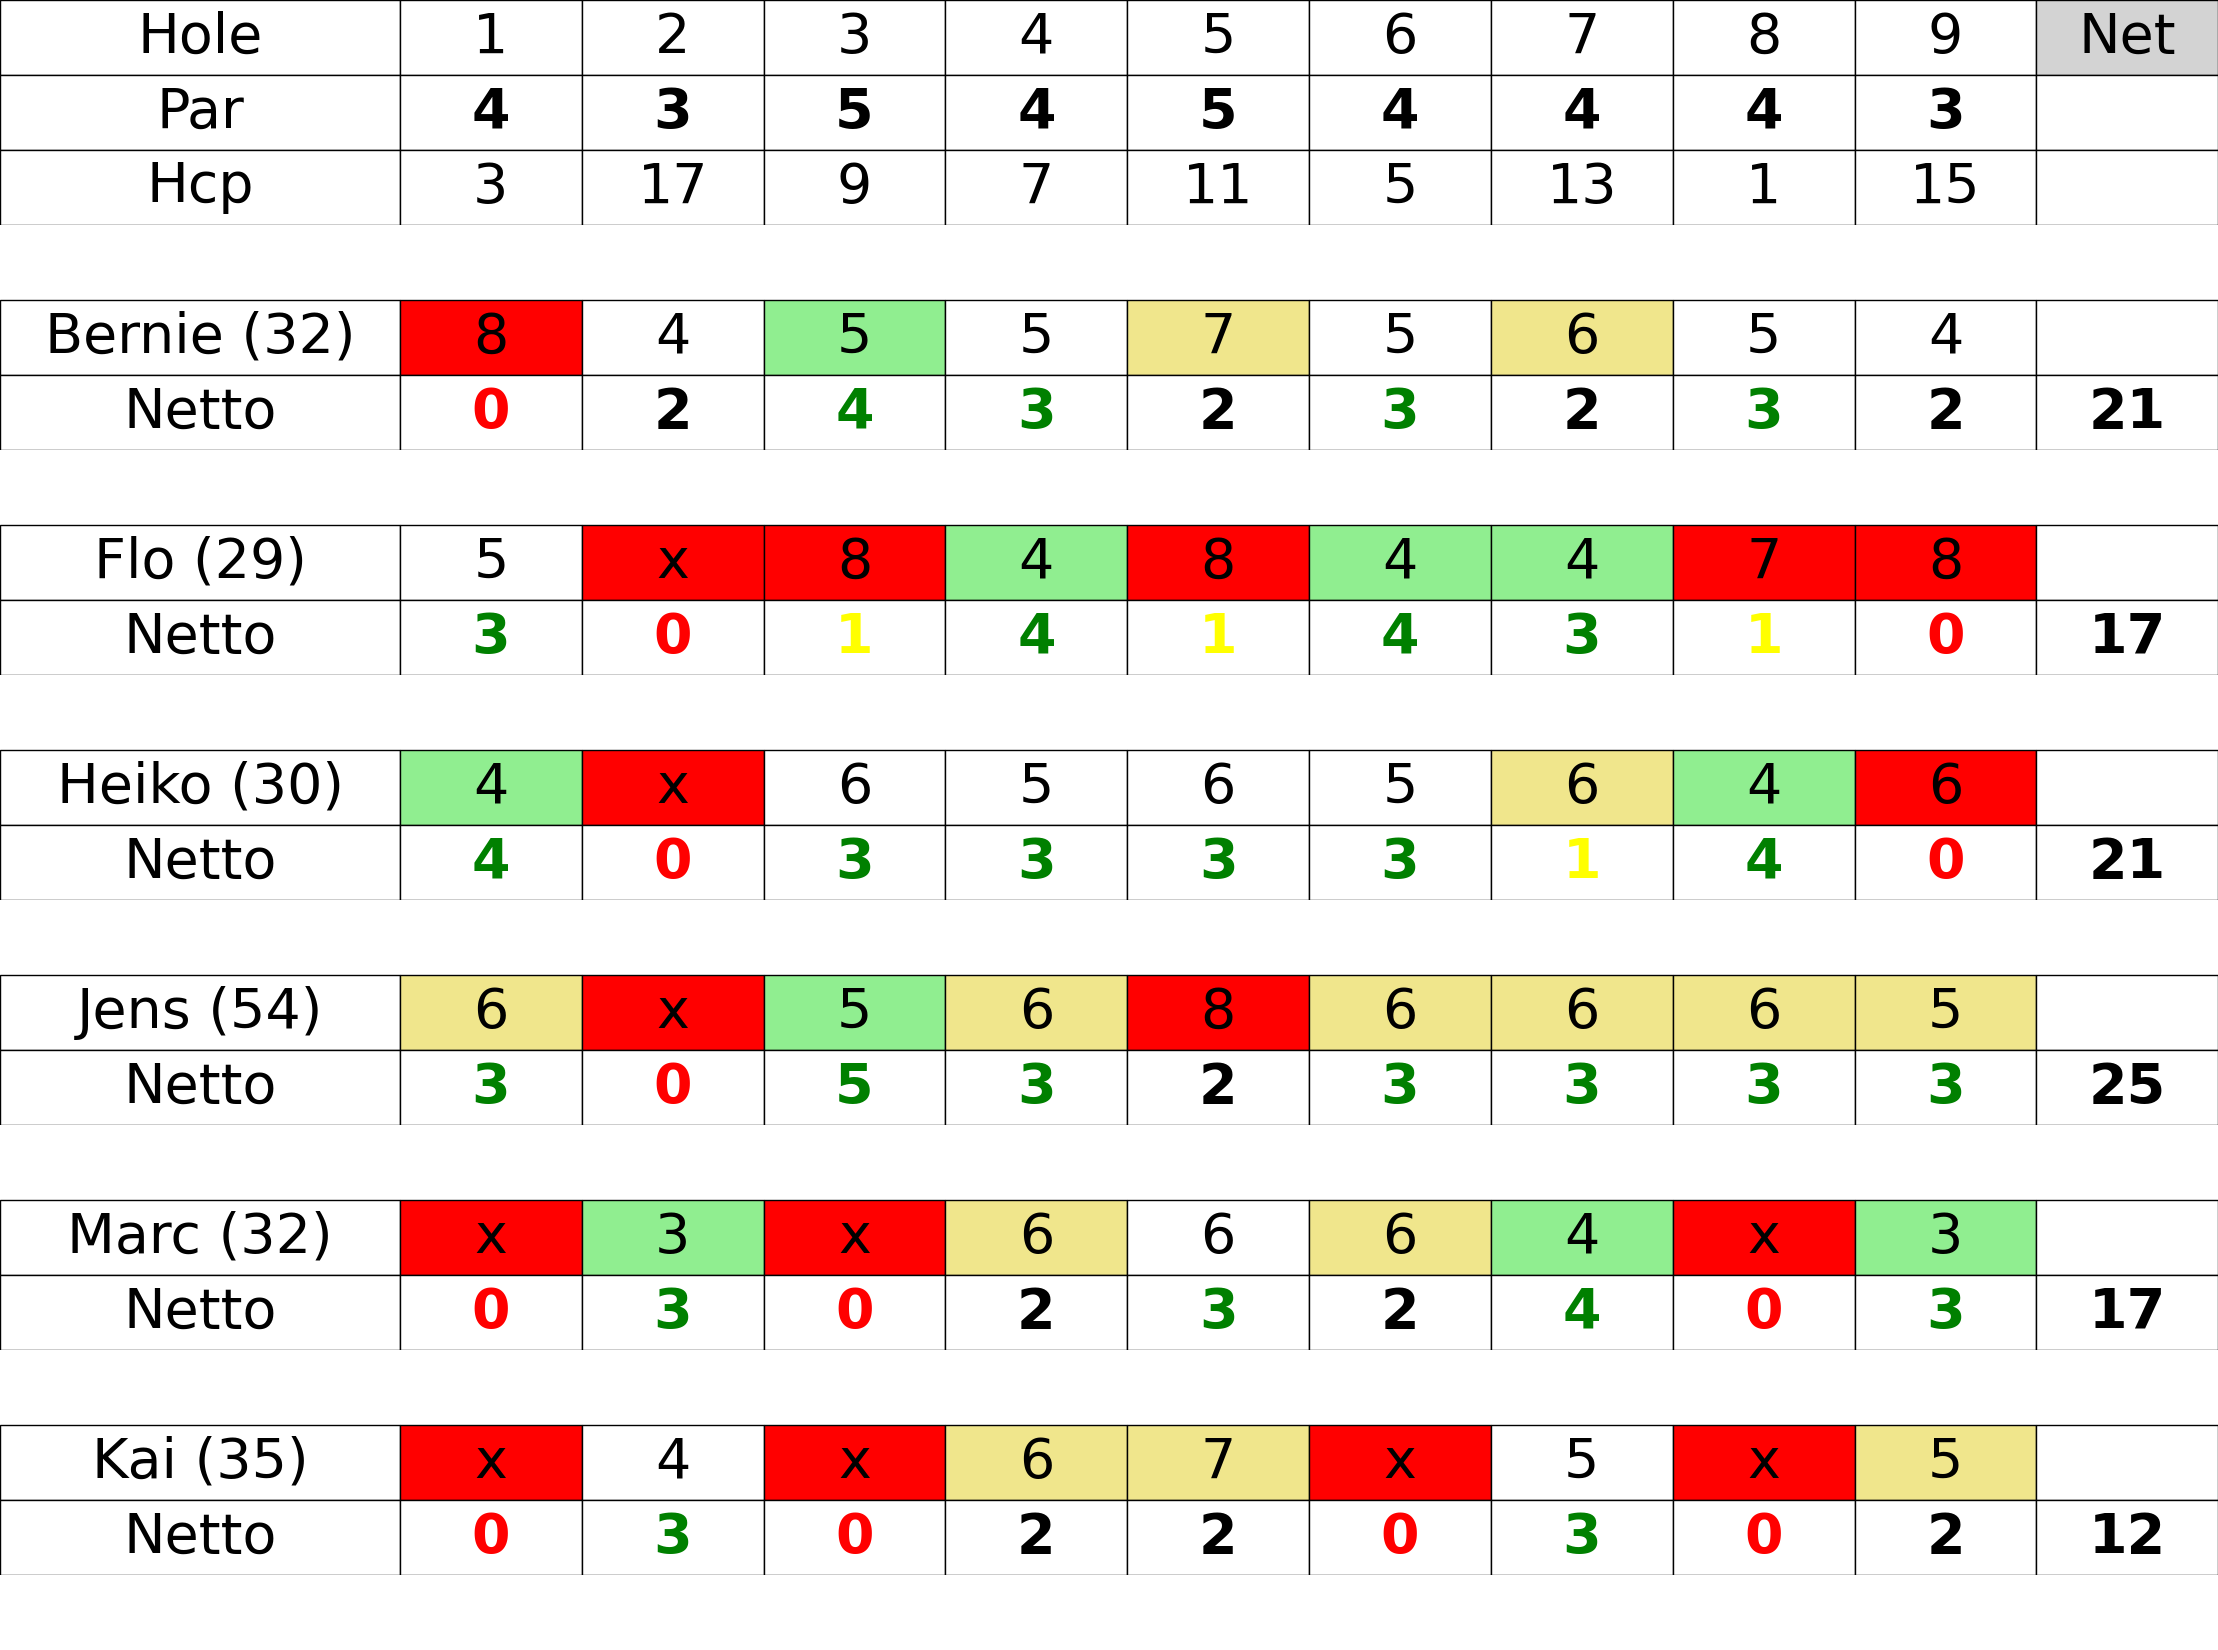 Hole 1 2 3 4 5 6 7 8 9 Net
Par 4 3 5 4 5 4 4 4 3
Hcp 3 17 9 7 11 5 13 1 15
Bernie (32) 8 4 5 5 7 5 6 5 4
Netto 0 2 4 3 2 3 2 3 2 21
Flo (29) 5 x 8 4 8 4 4 7 8
Netto 3 0 1 4 1 4 3 1 0 17
Heiko (30) 4 x 6 5 6 5 6 4 6
Netto 4 0 3 3 3 3 1 4 0 21
Jens (54) 6 x 5 6 8 6 6 6 5
Netto 3 0 5 3 2 3 3 3 3 25
Marc (32) x 3 x 6 6 6 4 x 3
Netto 0 3 0 2 3 2 4 0 3 17
Kai (35) x 4 x 6 7 x 5 x 5
Netto 0 3 0 2 2 0 3 0 2 12